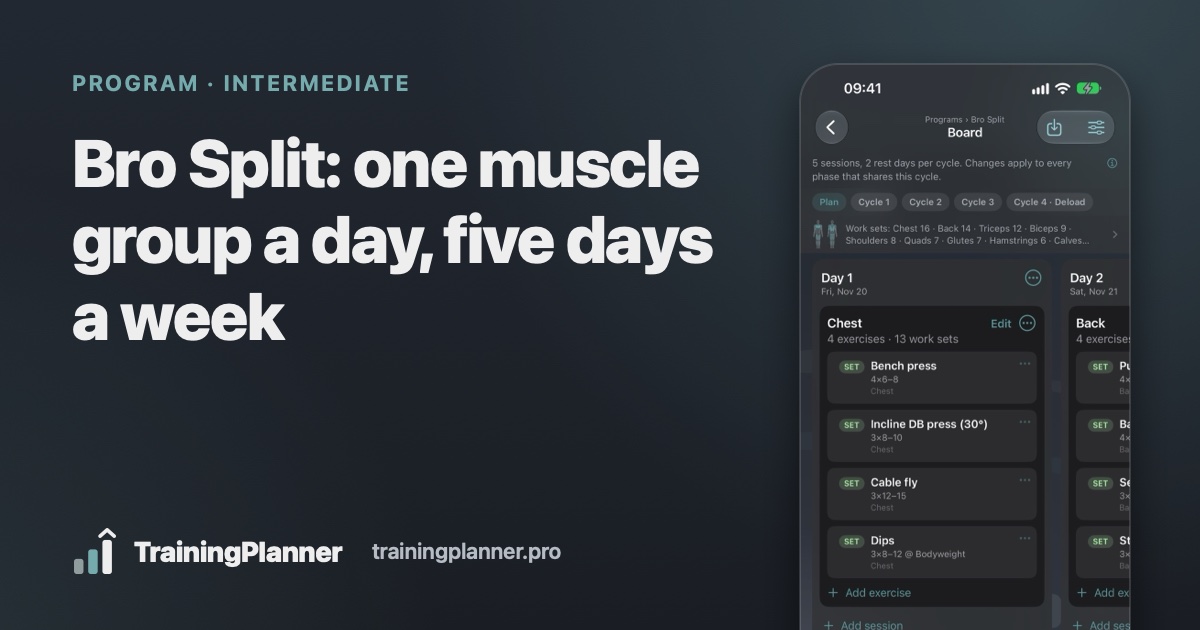 PROGRAM · INTERMEDIATE
Bro Split: one muscle
group a day, five days
a week
TrainingPlanner
trainingplanner.pro
09:41
Programs › Bro Split
Board
5 sessions, 2 rest days per cycle. Changes apply to every
phase that shares this cycle.
Plan
Cycle 1
Cycle 2
Cycle 3
Cycle 4 · Deload
Work sets: Chest 16 · Back 14 · Triceps 12 · Biceps 9 ·
Shoulders 8 · Quads 7 · Glutes 7 · Hamstrings 6 · Calves...
Day 1
Fri, Nov 20
Chest
Edit
4 exercises · 13 work sets
SET Bench press
4×6–8
Chest
SET Incline DB press (30°)
3×8–10
Chest
SET Cable fly
3×12–15
Chest
SET Dips
3×8–12 @ Bodyweight
Chest
+ Add exercise
+ Add session
Day 2
Sat, Nov 21
Back
4 exercises
SET
SET
SET
SET
+ Add
+ Add